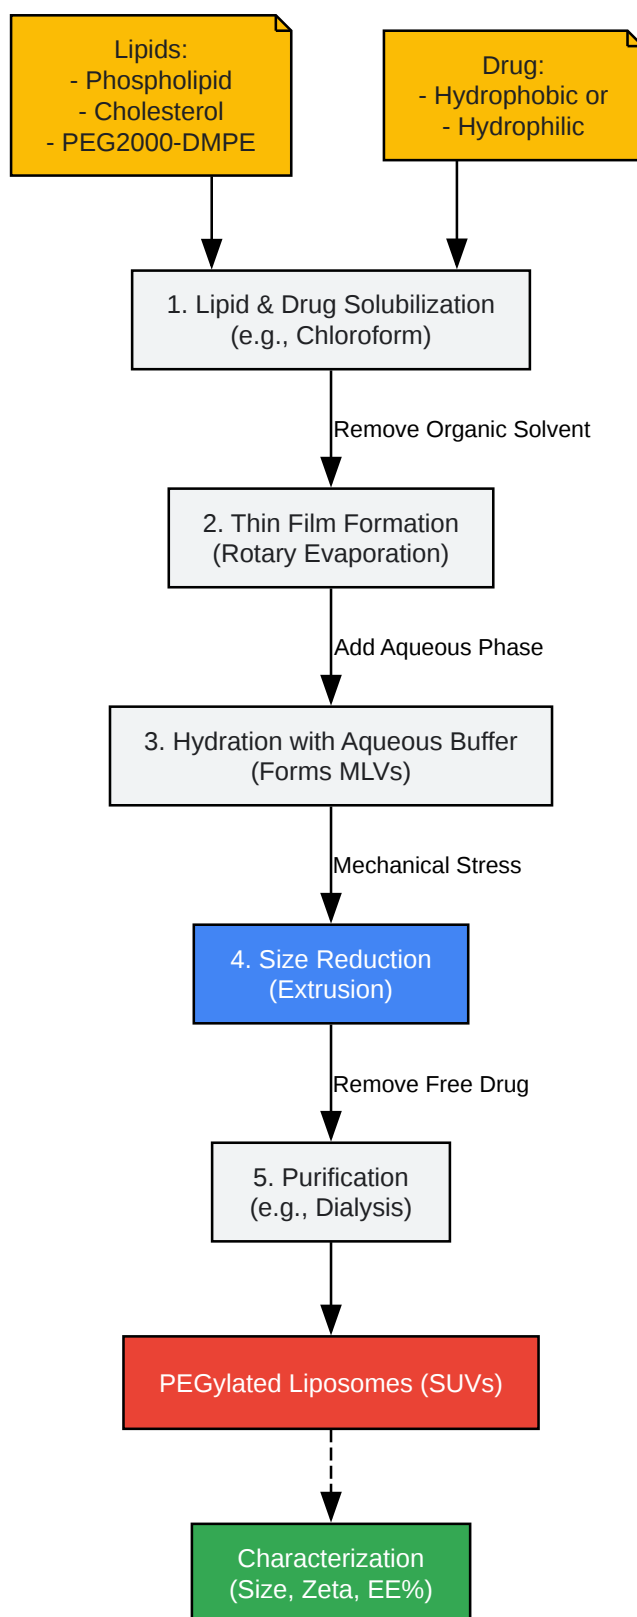 Lipids:
- Phospholipid
- Cholesterol
- PEG2000-DMPE
Drug:
- Hydrophobic or
- Hydrophilic
1. Lipid & Drug Solubilization
(e.g., Chloroform)
Remove Organic Solvent
2. Thin Film Formation
(Rotary Evaporation)
Add Aqueous Phase
3. Hydration with Aqueous Buffer
(Forms MLVs)
Mechanical Stress
4. Size Reduction
(Extrusion)
Remove Free Drug
5. Purification
(e.g., Dialysis)
PEGylated Liposomes (SUVs)
Characterization
(Size, Zeta, EE%)